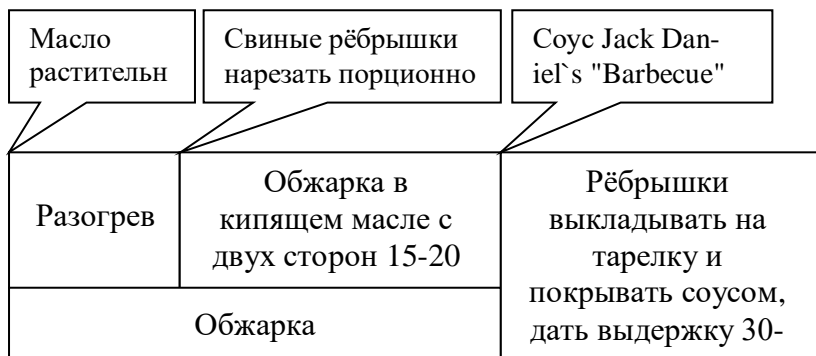 Масло
растительн
Свиные рёбрышки
нарезать порционно
Соус Jack Dan-
iel`s "Barbecue"
Разогрев
Обжарка в
кипящем масле с
двух сторон 15-20
Рёбрышки
выкладывать на
тарелку и
покрывать соусом,
дать выдержку 30-
Обжарка